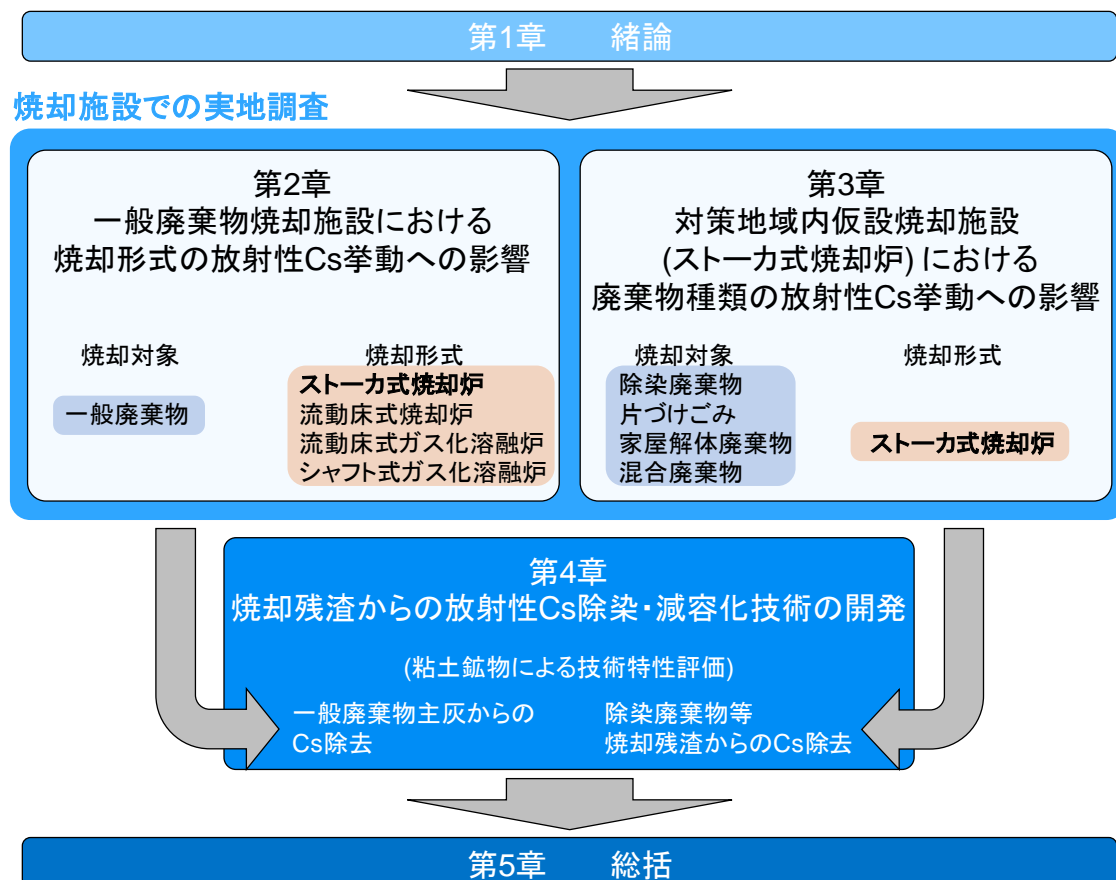 第1章　緒論
焼却施設での実地調査
第2章
一般廃棄物焼却施設における
焼却形式の放射性Cs挙動への影響
焼却対象
一般廃棄物
焼却形式
ストーカ式焼却炉
流動床式焼却炉
流動床式ガス化溶融炉
シャフト式ガス化溶融炉
第3章
対策地域内仮設焼却施設
(ストーカ式焼却炉) における
廃棄物種類の放射性Cs挙動への影響
焼却対象
除染廃棄物
片づけごみ
家屋解体廃棄物
混合廃棄物
焼却形式
ストーカ式焼却炉
第4章
焼却残渣からの放射性Cs除染・減容化技術の開発
(粘土鉱物による技術特性評価)
一般廃棄物主灰からの
Cs除去
除染廃棄物等
焼却残渣からのCs除去
第5章　総括